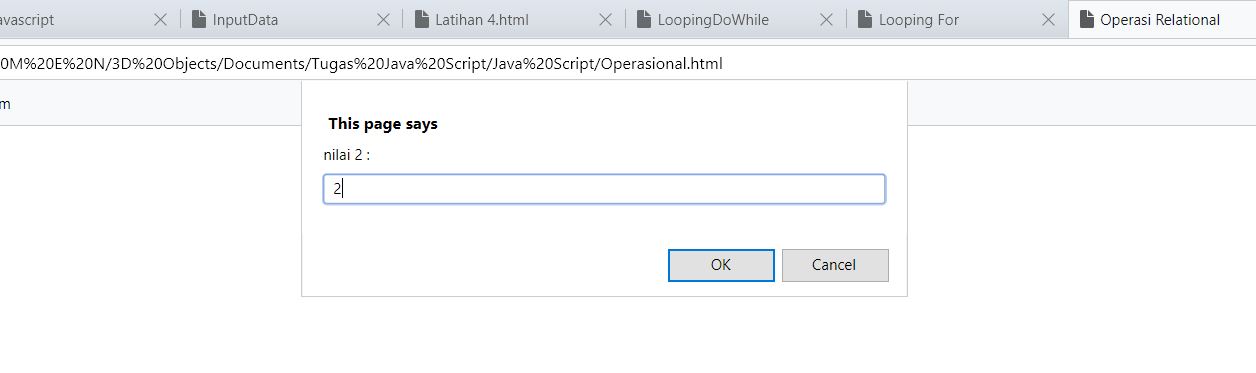 avascript InputData Latihan 4.html LoopingDoWhile Looping For Operasi Relational
0M%20E%20N/3D%20Objects/Documents/Tugas%20Java%20Script/Java%20Script/Operasional.html
m
This page says
nilai 2 :
2
OK Cancel